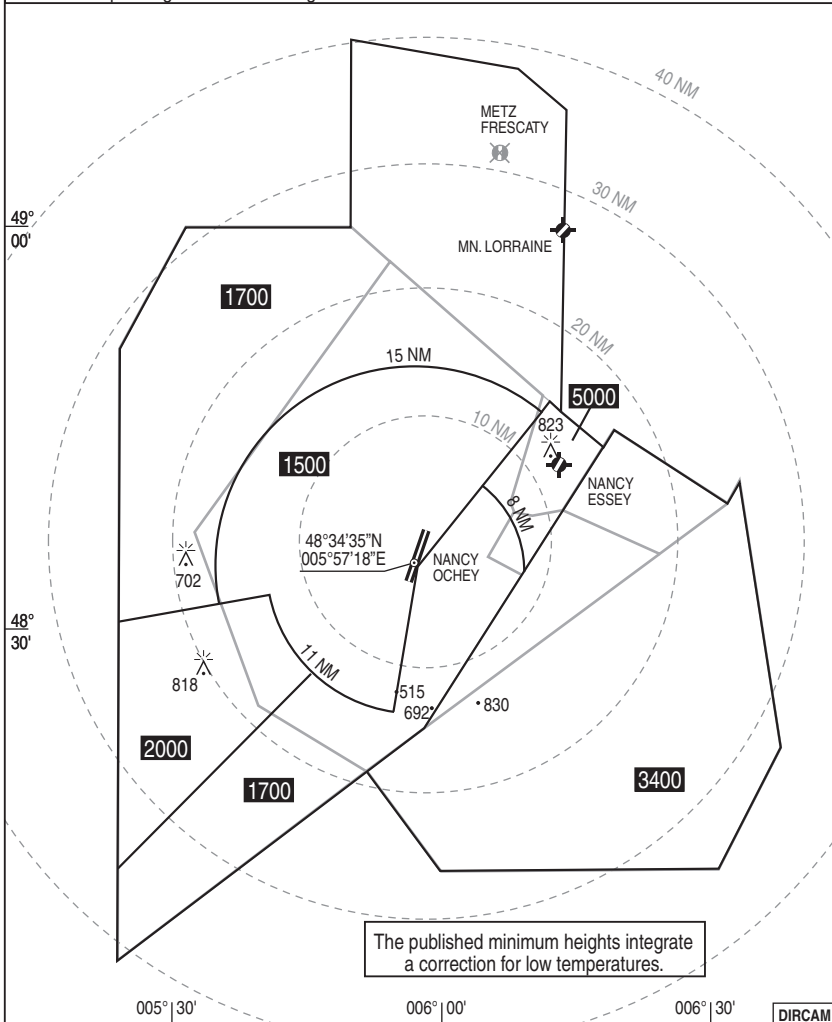 40 NM
METZ
FRESCATY
30 NM
49°
00'
MN. LORRAINE
1700
20 NM
15 NM
5000
10 NM
823
1500
NANCY
ESSEY
8 NM
48°34'35"N
005°57'18"E
NANCY
OCHEY
702
48°
30'
11 NM
818
515
692
830
2000
1700
3400
The published minimum heights integrate
a correction for low temperatures.
005° 30'
006° 00'
006° 30'
DIRCAM